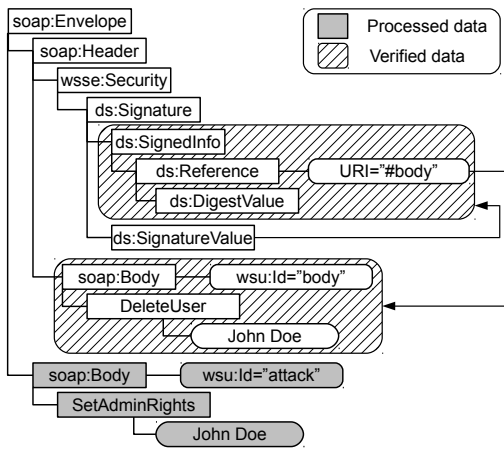 soap:Envelope
Processed data
soap:Header
Verified data
wsse:Security
ds:Signature
ds:SignedInfo
ds:Reference
URI="#body"
ds:DigestValue
ds:SignatureValue
soap:Body
wsu:Id="body"
DeleteUser
John Doe
soap:Body
wsu:Id="attack"
SetAdminRights
John Doe